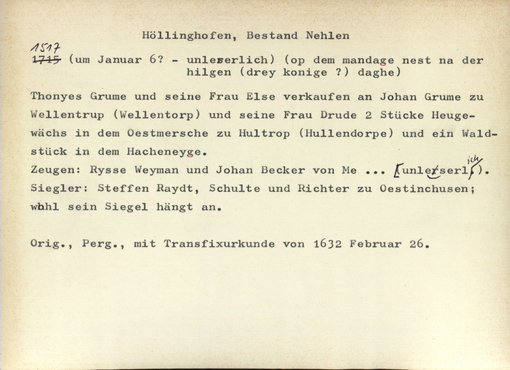 Höllinghofen, Bestand Nehlen
1517
1715 (um Januar 6? - unleserlich) (op dem mandage nest na der
hilgen (drey konige ?) daghe)
Thonyes Grume und seine Frau Else verkaufen an Johan Grume zu
Wellentrup (Wellentorp) und seine Frau Drude 2 Stücke Heuge-
wächs in dem Oestmersche zu Hultrop (Hullendorpe) und ein Wald-
stück in dem Hacheneyge.
Zeugen: Rysse Weyman und Johan Becker von Me ... (unleserlich).
Siegler: Steffen Raydt, Schulte und Richter zu Oestinchusen;
wohl sein Siegel hängt an.
Orig., Perg., mit Transfixurkunde von 1632 Februar 26.